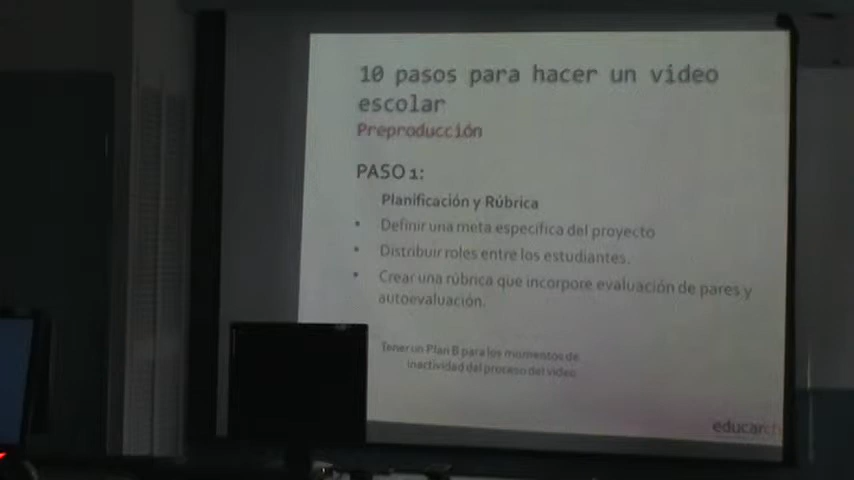 10 pasos para hacer un video
escolar
Preproducción
PASO 1:
Planificación y Rúbrica
• Definir una meta específica del proyecto
• Distribuir roles entre los estudiantes.
• Crear una rúbrica que incorpore evaluación de pares y
autoevaluación.
Tener un Plan B para los momentos de
inactividad del proceso del video
educarchile